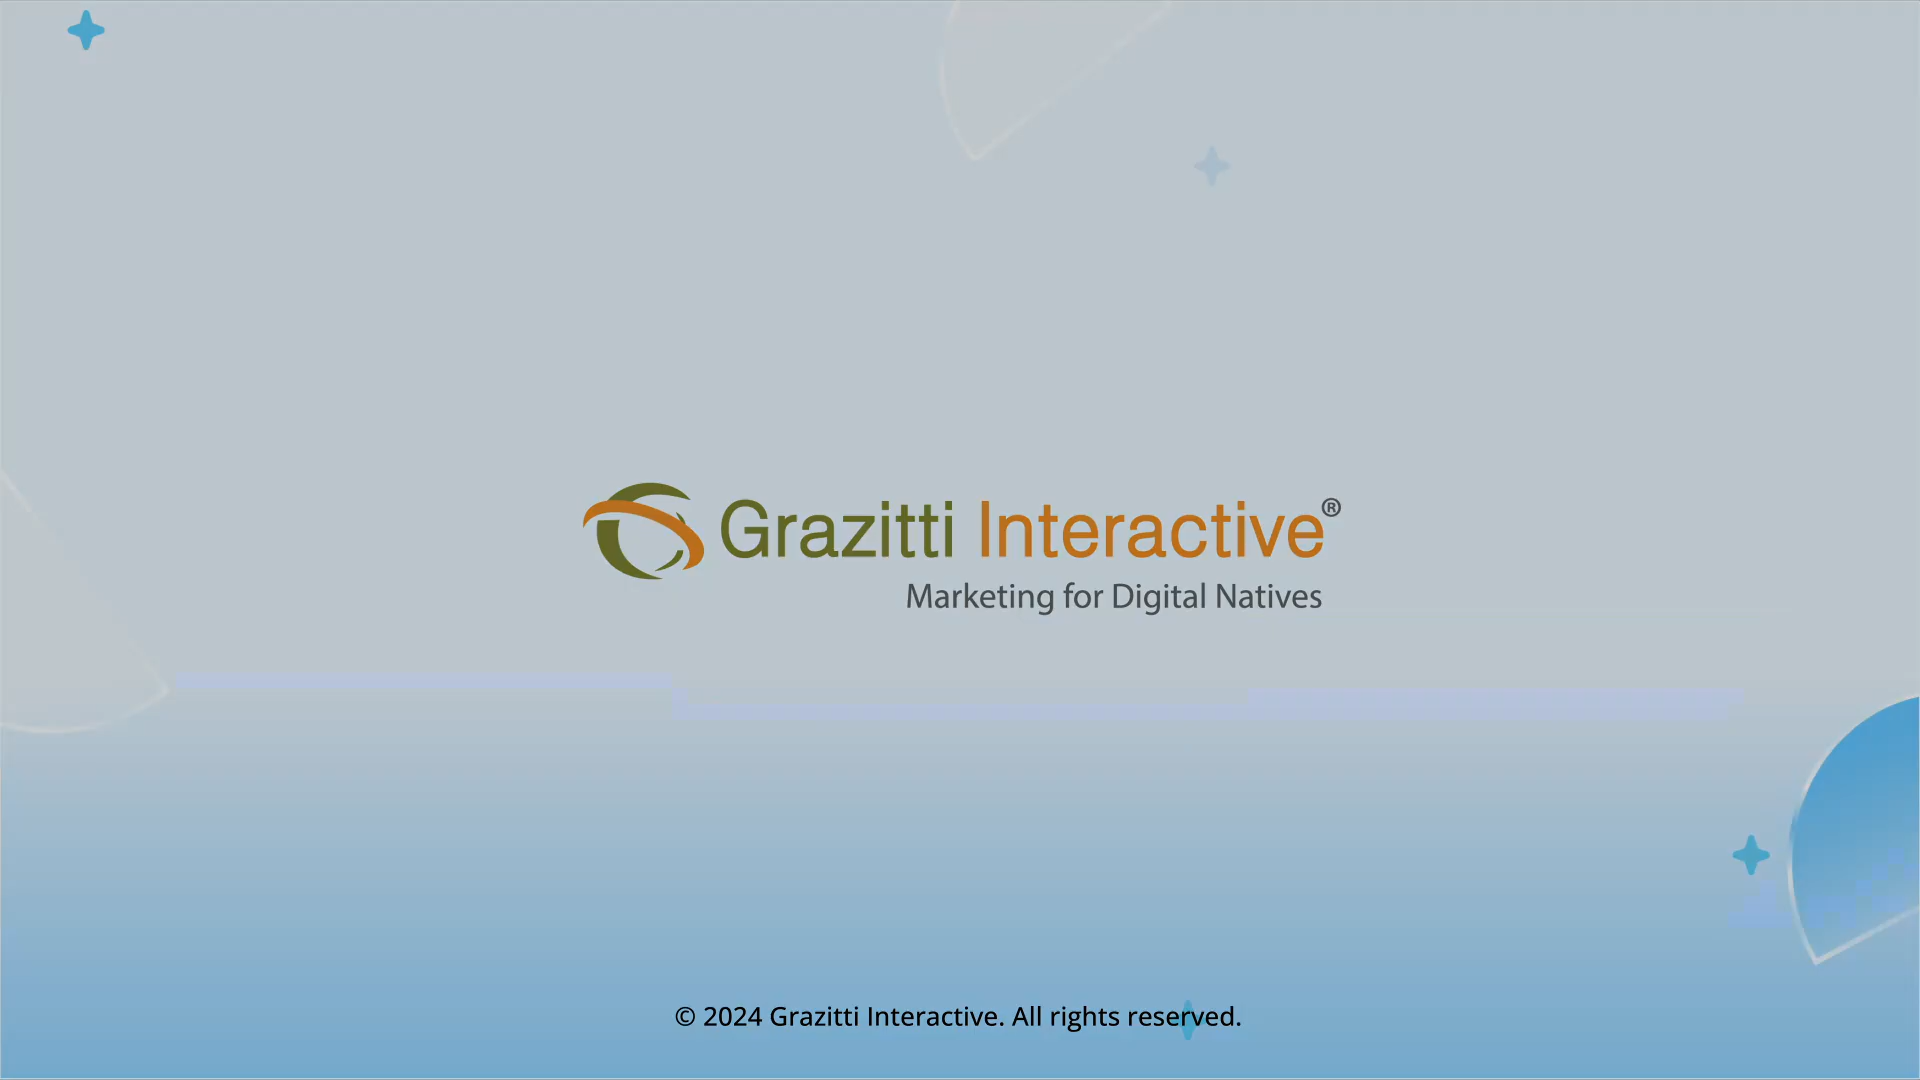 Grazitti Interactive®
Marketing for Digital Natives
© 2024 Grazitti Interactive. All rights reserved.